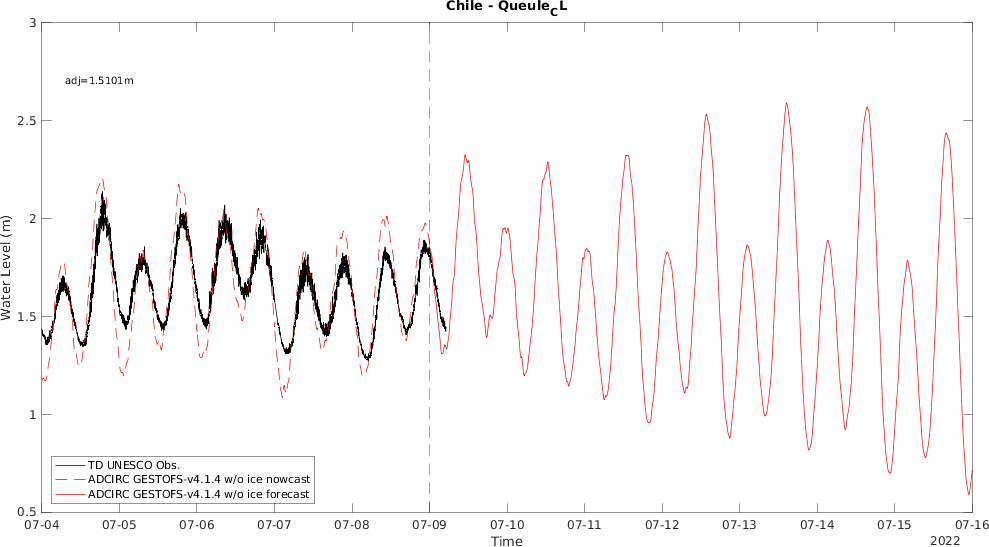 Chile - Queule_CL
adj=1.5101m
3
2.5
2
1.5
1
0.5
Water Level (m)
TD UNESCO Obs.
ADCIRC GESTOFS-v4.1.4 w/o ice nowcast
ADCIRC GESTOFS-v4.1.4 w/o ice forecast
07-04 07-05 07-06 07-07 07-08 07-09 07-10 07-11 07-12 07-13 07-14 07-15 07-16
Time
2022